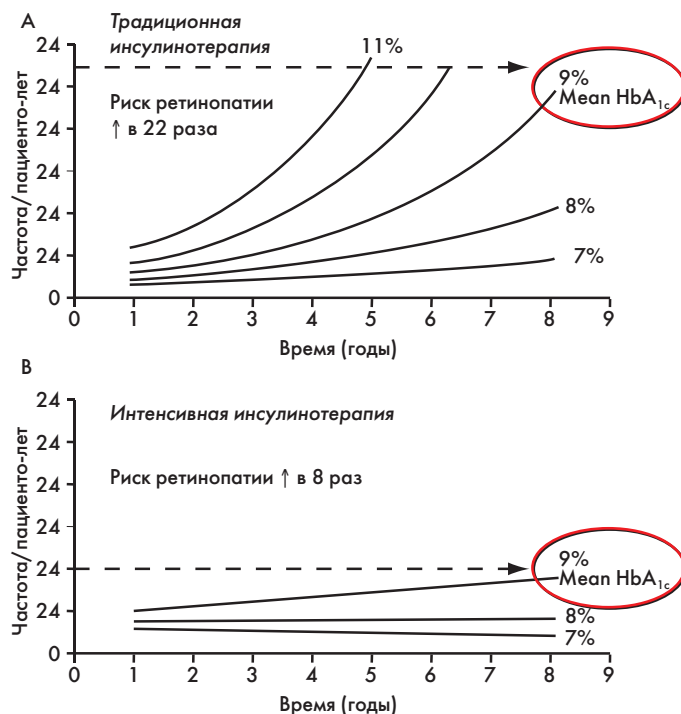 A
Традиционная
инсулинотерапия
Риск ретинопатии
↑ в 22 раза
11%
9%
Mean HbA1c
8%
7%
Частота/пациенто-лет
24
24
24
24
24
24
0
0 1 2 3 4 5 6 7 8 9
Время (годы)
B
Интенсивная инсулинотерапия
Риск ретинопатии ↑ в 8 раз
9%
Mean HbA1c
8%
7%
Частота/пациенто-лет
24
24
24
24
24
24
0
0 1 2 3 4 5 6 7 8 9
Время (годы)